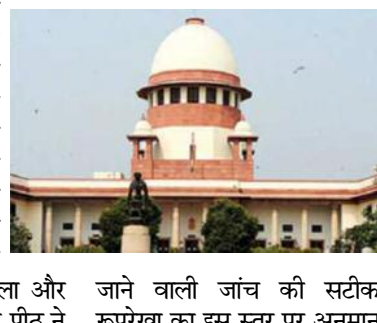 ला और
पीठ ने
जाने वाली जांच की सटीक
रूपरेखा का इस स्तर पर अनुमान